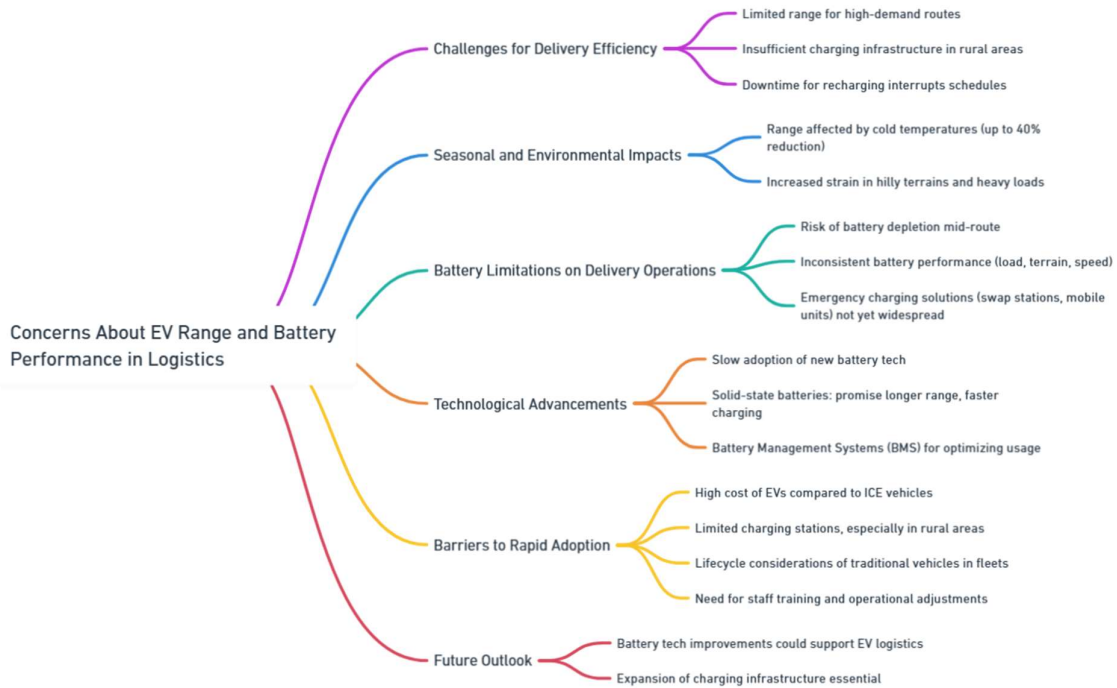 Concerns About EV Range and Battery
Performance in Logistics
Challenges for Delivery Efficiency
Limited range for high-demand routes
Insufficient charging infrastructure in rural areas
Downtime for recharging interrupts schedules
Seasonal and Environmental Impacts
Range affected by cold temperatures (up to 40%
reduction)
Increased strain in hilly terrains and heavy loads
Battery Limitations on Delivery Operations
Risk of battery depletion mid-route
Inconsistent battery performance (load, terrain, speed)
Emergency charging solutions (swap stations, mobile
units) not yet widespread
Technological Advancements
Slow adoption of new battery tech
Solid-state batteries: promise longer range, faster
charging
Battery Management Systems (BMS) for optimizing usage
Barriers to Rapid Adoption
High cost of EVs compared to ICE vehicles
Limited charging stations, especially in rural areas
Lifecycle considerations of traditional vehicles in fleets
Need for staff training and operational adjustments
Future Outlook
Battery tech improvements could support EV logistics
Expansion of charging infrastructure essential